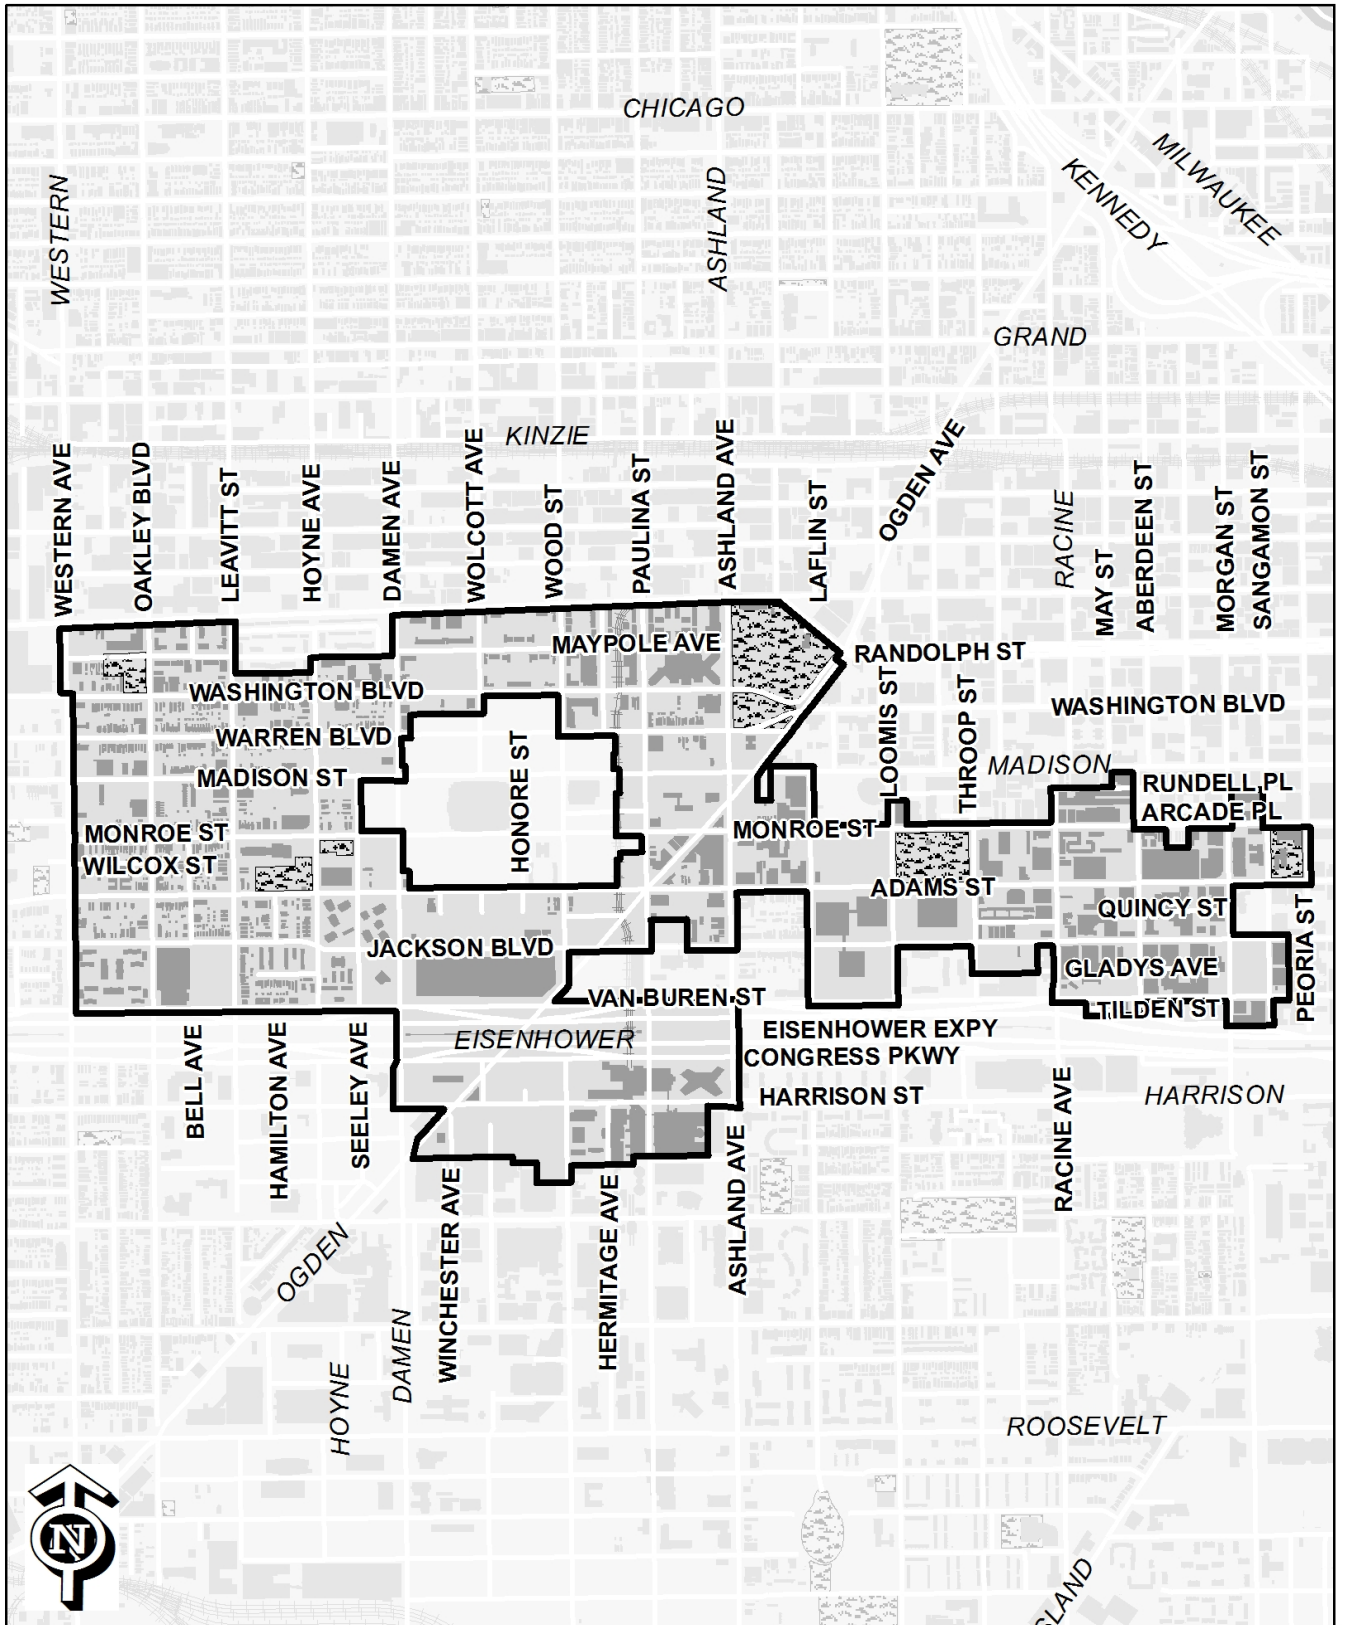 CHICAGO
MILWAUKEE
KENNEDY
WESTERN
ASHLAND
GRAND
KINZIE
WESTERN AVE
OAKLEY BLVD
LEAVITT ST
HOYNE AVE
DAMEN AVE
WOLCOTT AVE
WOOD ST
PAULINA ST
ASHLAND AVE
LAFLIN ST
OGDEN AVE
RACINE
MAY ST
ABERDEEN ST
MORGAN ST
SANGAMON ST
MAYPOLE AVE
RANDOLPH ST
WASHINGTON BLVD
LOOMIS ST
THROOP ST
WASHINGTON BLVD
WARREN BLVD
HONORE ST
MADISON
MADISON ST
RUNDELL PL
ARCADE PL
MONROE ST
MONROE ST
WILCOX ST
ADAMS ST
QUINCY ST
PEORIA ST
JACKSON BLVD
GLADYS AVE
VAN BUREN ST
TILDEN ST
EISENHOWER
EISENHOWER EXPY
CONGRESS PKWY
BELL AVE
HAMILTON AVE
SEELEY AVE
HARRISON ST
RACINE AVE
HARRISON
WINCHESTER AVE
HERMITAGE AVE
ASHLAND AVE
OGDEN
HOYNE
DAMEN
ROOSEVELT
N